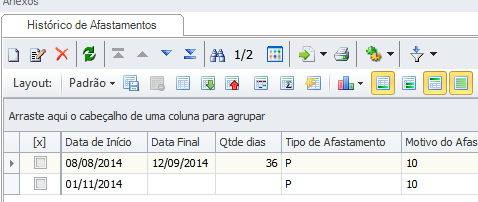 Anexos
Histórico de Afastamentos
1/2
Layout: Padrão
Arraste aqui o cabeçalho de uma coluna para agrupar
[x] Data de Início Data Final Qtde dias Tipo de Afastamento Motivo do Afas
08/08/2014 12/09/2014 36 P 10
01/11/2014 P 10